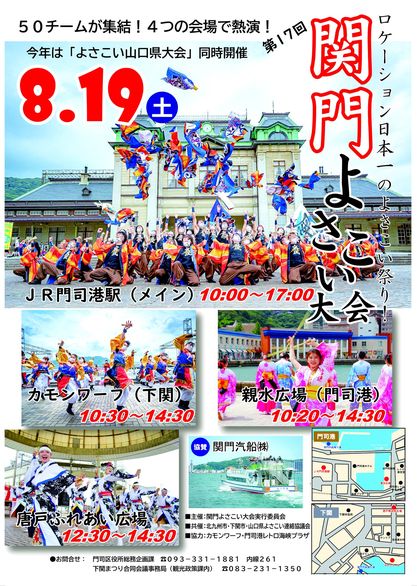 ５０チームが集結！４つの会場で熱演！
今年は「よさこい山口県大会」同時開催
8.19土
第17回
関門よさこい大会
ロケーション日本一のよさこい祭り！
JR門司港駅（メイン）10:00～17:00
カモンワーフ（下関）
10:30～14:30
親水広場（門司港）
10:20～14:30
唐戸ふれあい広場
12:30～14:30
協賛 関門汽船㈱
■主催：関門よさこい大会実行委員会
■共催：北九州市・下関市・山口県よさこい連絡協議会
■協力：カモンワーフ・門司港レトロ海峡プラザ
門司港
下関
●お問合せ： 門司区役所総務企画課 ☎093－331－1881 内線261
下関まつり合同会議事務局（観光政策課内） ☎083－231－1350